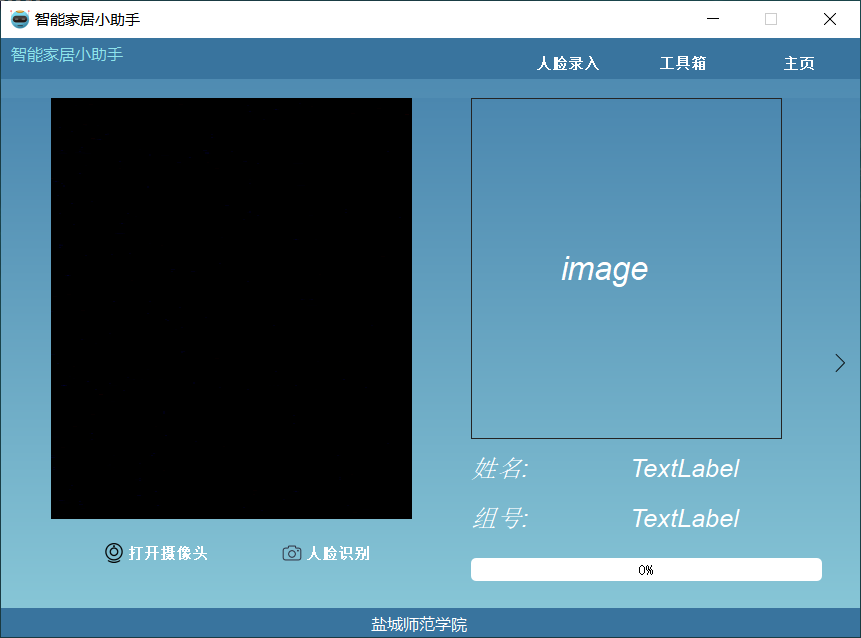 智能家居小助手
智能家居小助手
人脸录入 工具箱 主页
image
姓名: TextLabel
组号: TextLabel
打开摄像头 人脸识别
0%
盐城师范学院